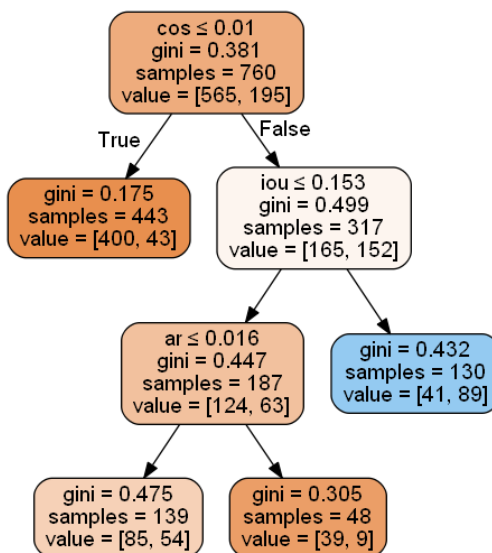 cos ≤ 0.01
gini = 0.381
samples = 760
value = [565, 195]
True
False
gini = 0.175
samples = 443
value = [400, 43]
iou ≤ 0.153
gini = 0.499
samples = 317
value = [165, 152]
ar ≤ 0.016
gini = 0.447
samples = 187
value = [124, 63]
gini = 0.432
samples = 130
value = [41, 89]
gini = 0.475
samples = 139
value = [85, 54]
gini = 0.305
samples = 48
value = [39, 9]